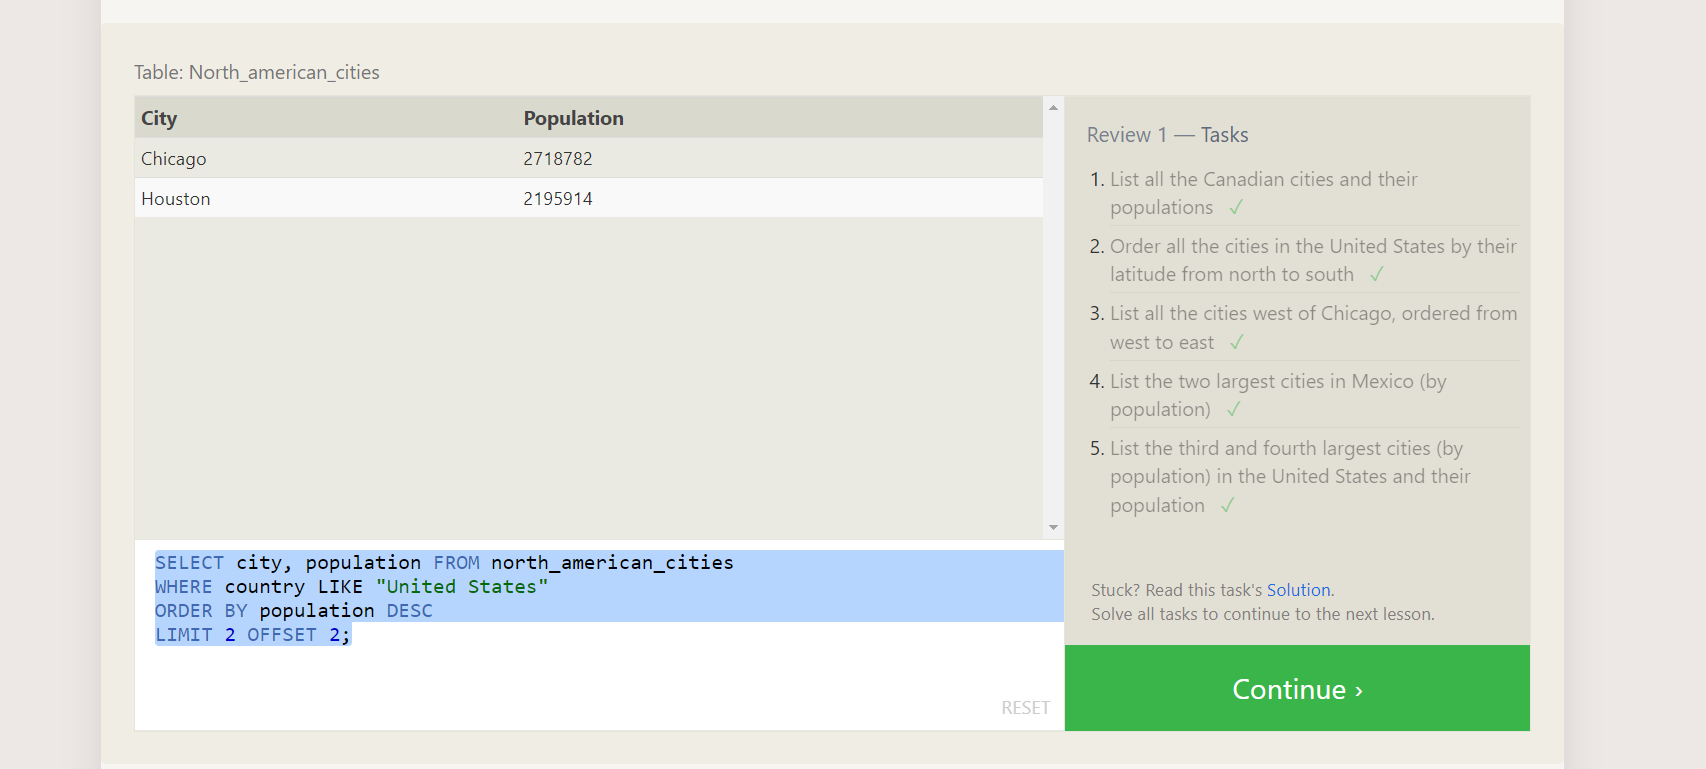 Table: North_american_cities
City Population
Chicago 2718782
Houston 2195914
SELECT city, population FROM north_american_cities
WHERE country LIKE "United States"
ORDER BY population DESC
LIMIT 2 OFFSET 2;
RESET
Review 1 — Tasks
1. List all the Canadian cities and their
populations ✓
2. Order all the cities in the United States by their
latitude from north to south ✓
3. List all the cities west of Chicago, ordered from
west to east ✓
4. List the two largest cities in Mexico (by
population) ✓
5. List the third and fourth largest cities (by
population) in the United States and their
population ✓
Stuck? Read this task's Solution.
Solve all tasks to continue to the next lesson.
Continue ›